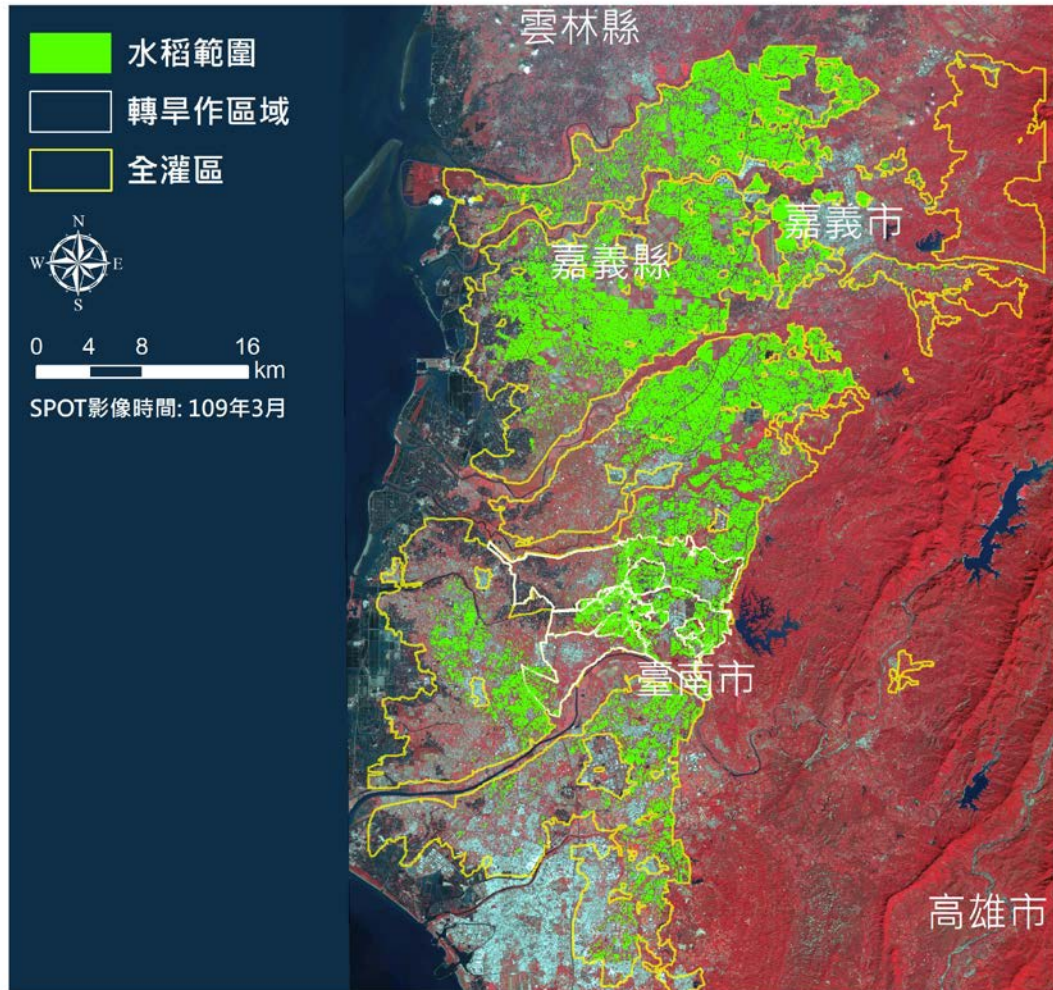 雲林縣
水稻範圍
轉旱作區域
全灌區
N
W E
S
嘉義市
嘉義縣
0 4 8 16
km
SPOT影像時間: 109年3月
臺南市
高雄市